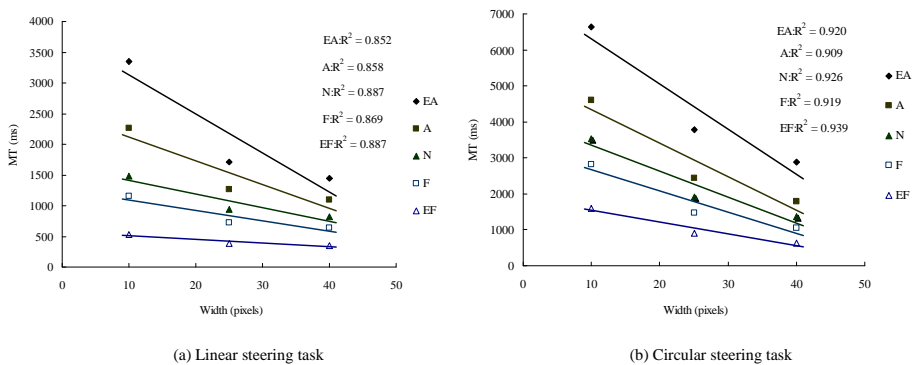 4000
3500
3000
2500
2000
1500
1000
500
0
MT (ms)
0 10 20 30 40 50
Width (pixels)
EA:R² = 0.852
A:R² = 0.858
N:R² = 0.887
F:R² = 0.869
EF:R² = 0.887
EA
A
N
F
EF
(a) Linear steering task
7000
6000
5000
4000
3000
2000
1000
0
MT (ms)
0 10 20 30 40 50
Width (pixels)
EA:R² = 0.920
A:R² = 0.909
N:R² = 0.926
F:R² = 0.919
EF:R² = 0.939
EA
A
N
F
EF
(b) Circular steering task